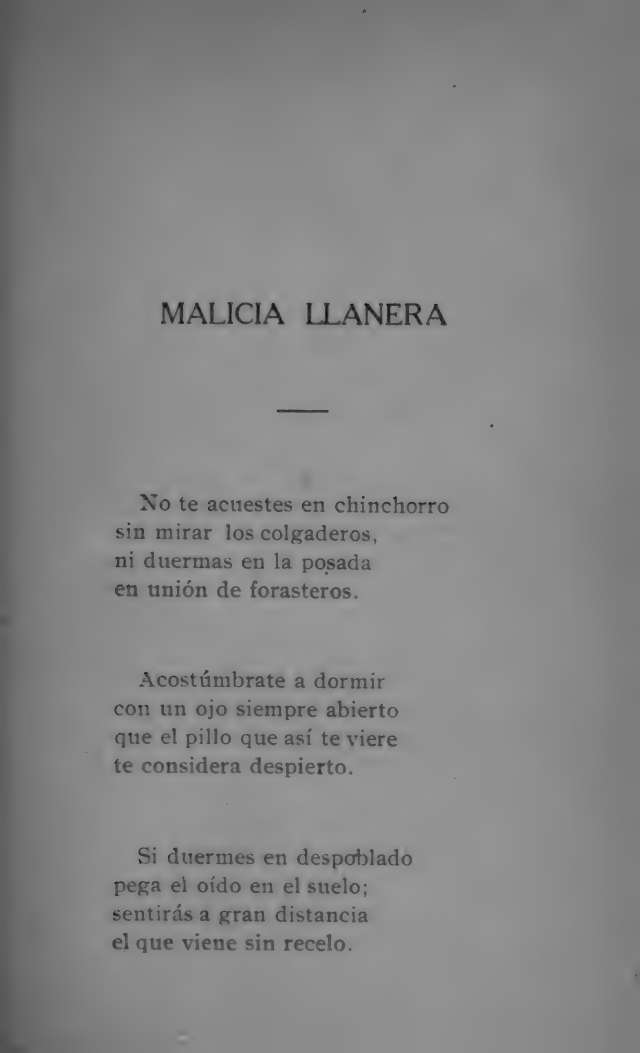 MALICIA LLANERA
No te acuestes en chinchorro
sin mirar los colgaderos,
ni duermas en la posada
en unión de forasteros.
Acostúmbrate a dormir
con un ojo siempre abierto
que el pillo que así te viere
te considera despierto.
Si duermes en despoblado
pega el oído en el suelo;
sentirás a gran distancia
el que viene sin recelo.